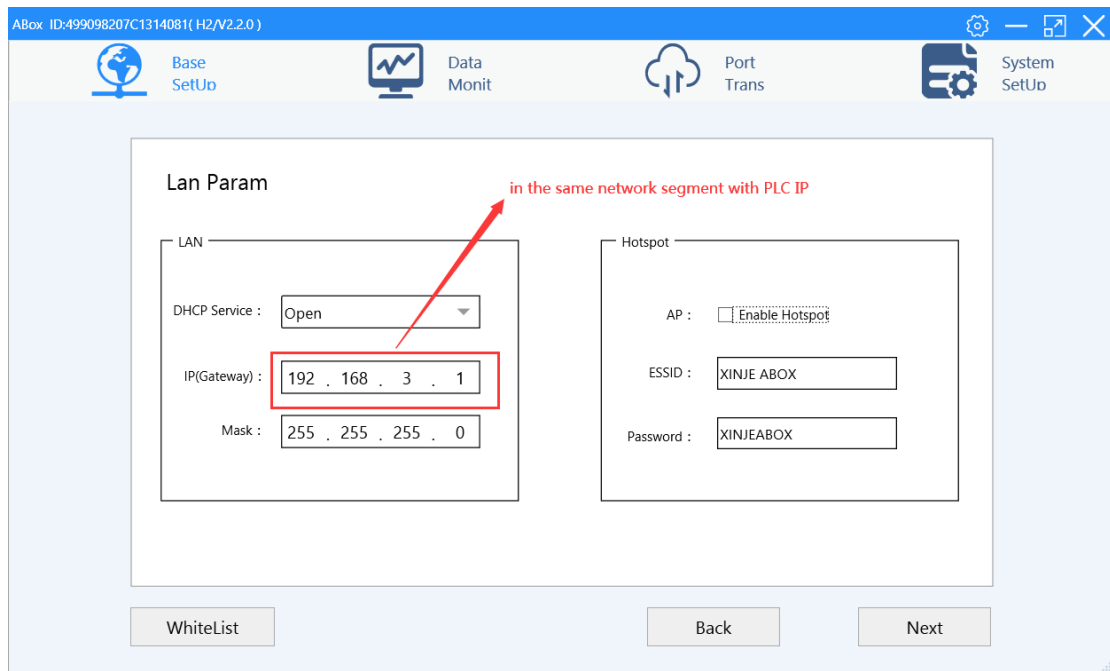 ABox ID:499098207C1314081( H2/V2.2.0 )
Base
SetUp
Data
Monit
Port
Trans
System
SetUp
Lan Param
in the same network segment with PLC IP
LAN
DHCP Service :
Open
IP(Gateway) :
192 . 168 . 3 . 1
Mask :
255 . 255 . 255 . 0
Hotspot
AP :
Enable Hotspot
ESSID :
XINJE ABOX
Password :
XINJEABOX
WhiteList
Back
Next